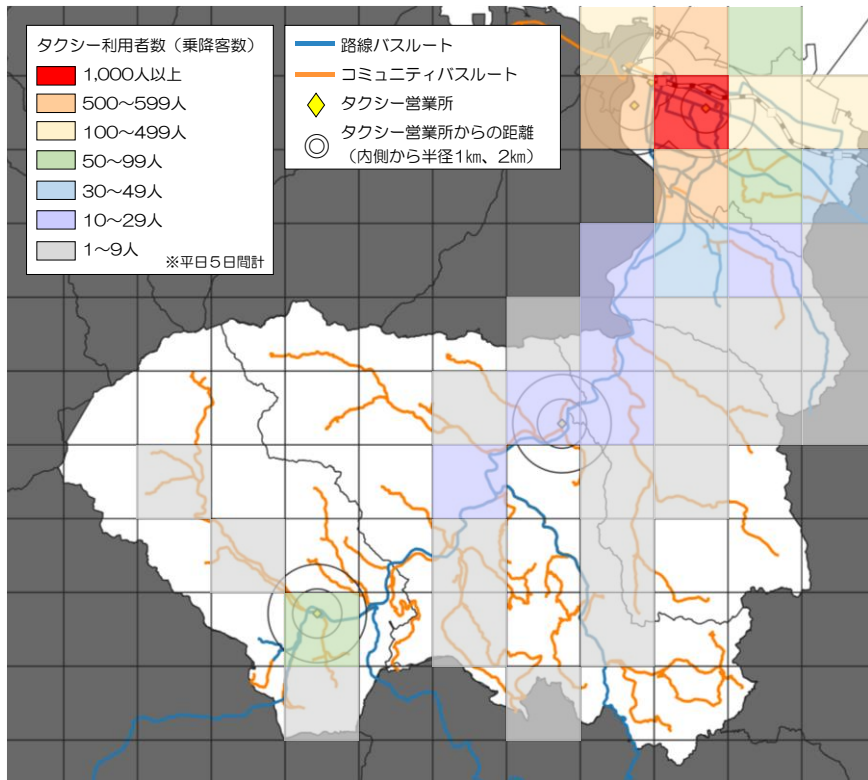 タクシー利用者数（乗降客数）
1,000人以上
500～599人
100～499人
50～99人
30～49人
10～29人
1～9人
※平日５日間計
路線バスルート
コミュニティバスルート
タクシー営業所
タクシー営業所からの距離
（内側から半径1㎞、2㎞）